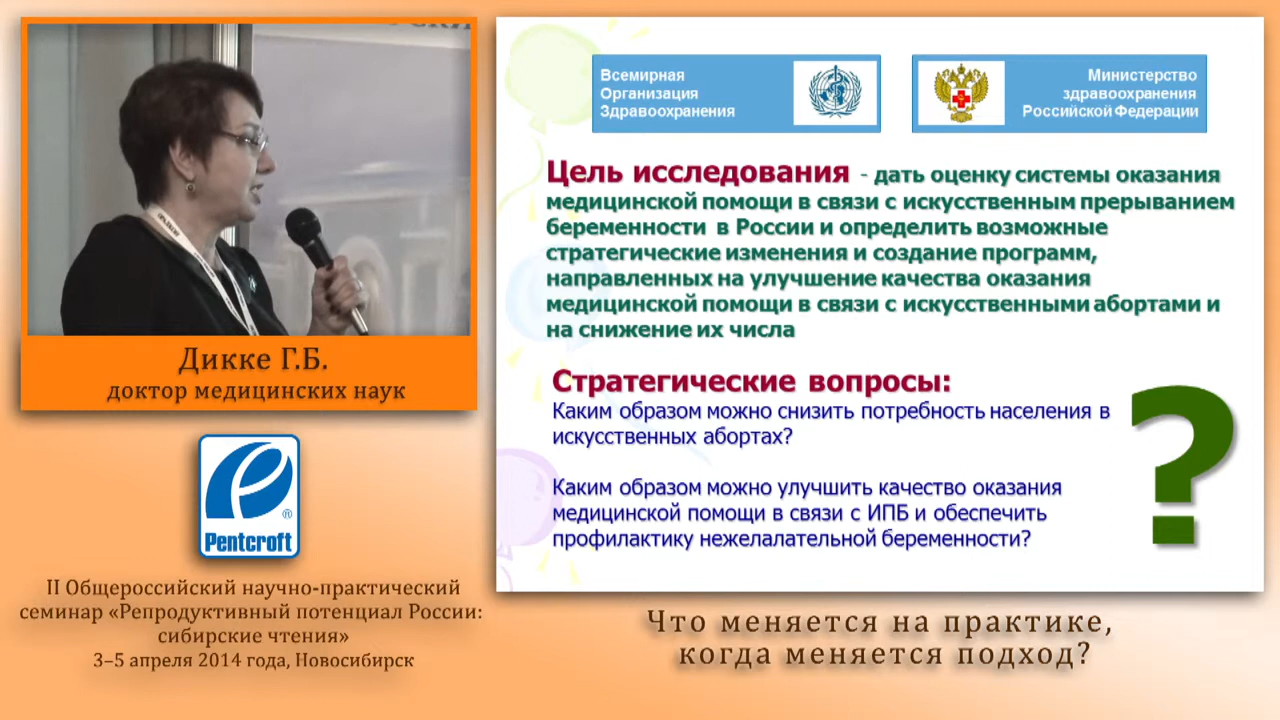 Дикке Г.Б.
доктор медицинских наук
Pentcroft
®
II Общероссийский научно-практический
семинар «Репродуктивный потенциал России:
сибирские чтения»
3–5 апреля 2014 года, Новосибирск
Всемирная
Организация
Здравоохранения
Министерство
здравоохранения
Российской Федерации
Цель исследования - дать оценку системы оказания
медицинской помощи в связи с искусственным прерыванием
беременности в России и определить возможные
стратегические изменения и создание программ,
направленных на улучшение качества оказания
медицинской помощи в связи с искусственными абортами и
на снижение их числа
Стратегические вопросы:
Каким образом можно снизить потребность населения в
искусственных абортах?
Каким образом можно улучшить качество оказания
медицинской помощи в связи с ИПБ и обеспечить
профилактику нежелалательной беременности?
?
Что меняется на практике,
когда меняется подход?